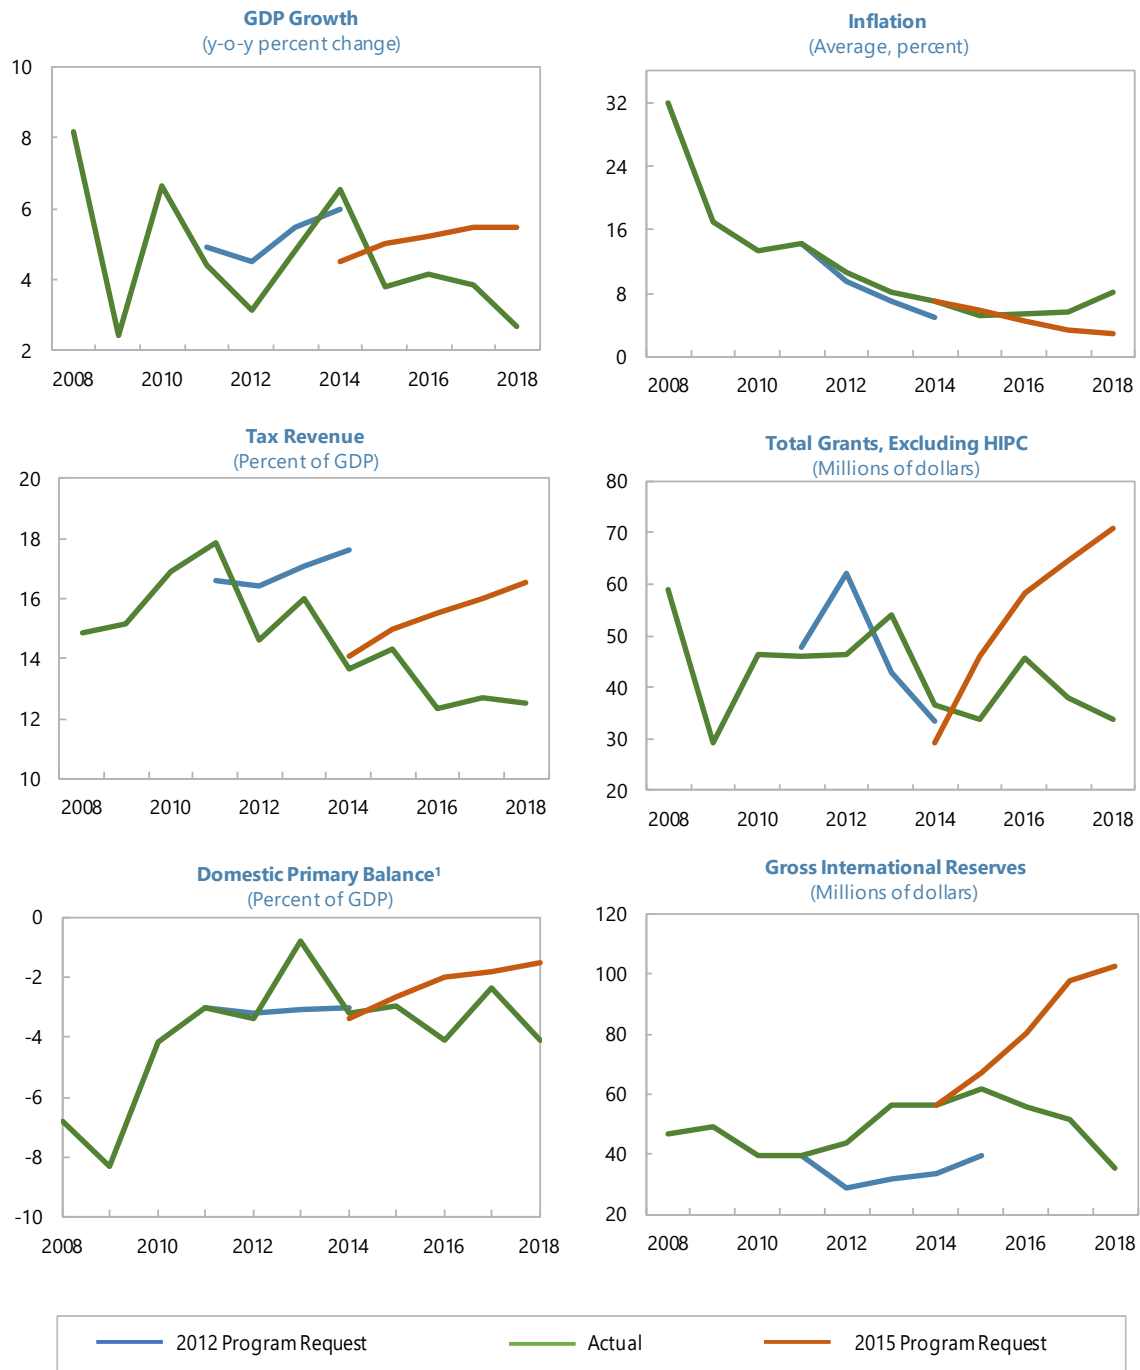 GDP Growth
(y-o-y percent change)
10
8
6
4
2
2008 2010 2012 2014 2016 2018
Inflation
(Average, percent)
32
24
16
8
0
2008 2010 2012 2014 2016 2018
Tax Revenue
(Percent of GDP)
20
18
16
14
12
10
2008 2010 2012 2014 2016 2018
Total Grants, Excluding HIPC
(Millions of dollars)
80
70
60
50
40
30
20
2008 2010 2012 2014 2016 2018
Domestic Primary Balance¹
(Percent of GDP)
0
-2
-4
-6
-8
-10
2008 2010 2012 2014 2016 2018
Gross International Reserves
(Millions of dollars)
120
100
80
60
40
20
2008 2010 2012 2014 2016 2018
2012 Program Request Actual 2015 Program Request